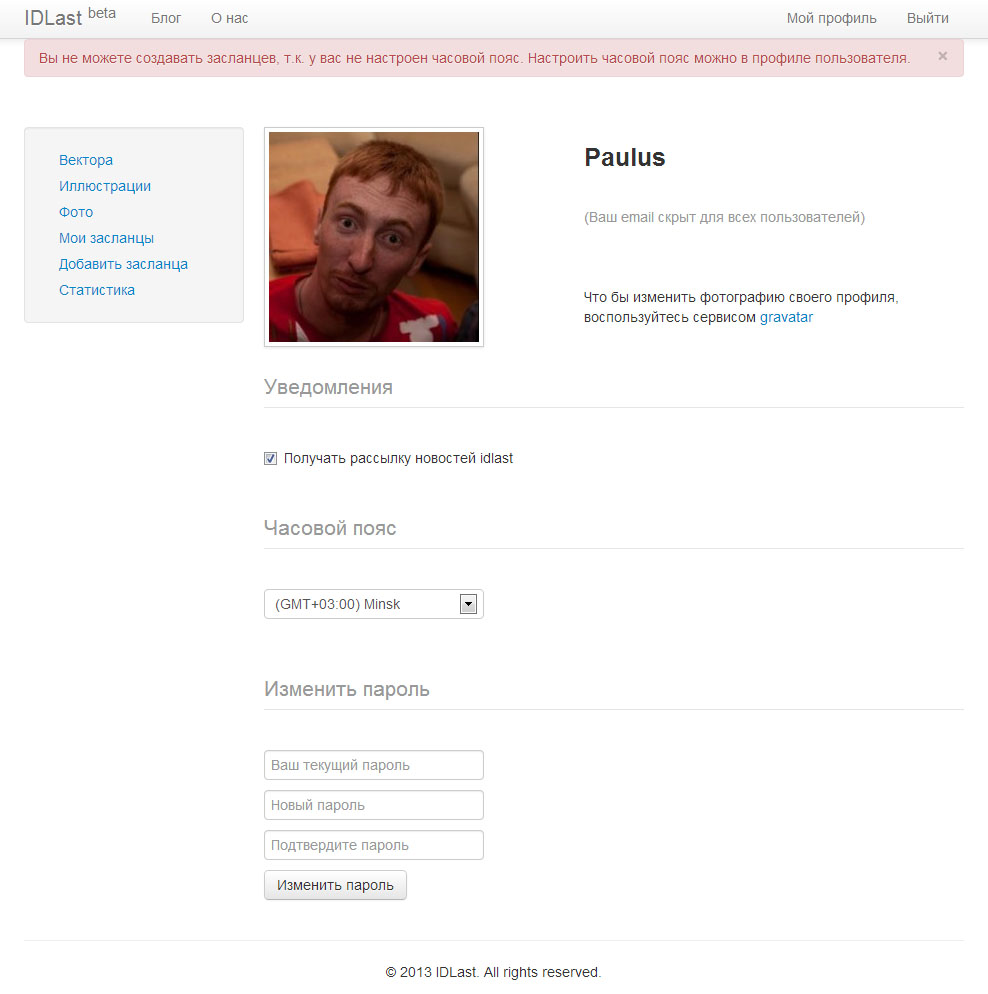 IDLast beta Блог О нас Мой профиль Выйти
Вы не можете создавать засланцев, т.к. у вас не настроен часовой пояс. Настроить часовой пояс можно в профиле пользователя. ×
Вектора
Иллюстрации
Фото
Мои засланцы
Добавить засланца
Статистика
Paulus
(Ваш email скрыт для всех пользователей)
Что бы изменить фотографию своего профиля,
воспользуйтесь сервисом gravatar
Уведомления
Получать рассылку новостей idlast
Часовой пояс
(GMT+03:00) Minsk
Изменить пароль
Ваш текущий пароль
Новый пароль
Подтвердите пароль
Изменить пароль
© 2013 IDLast. All rights reserved.